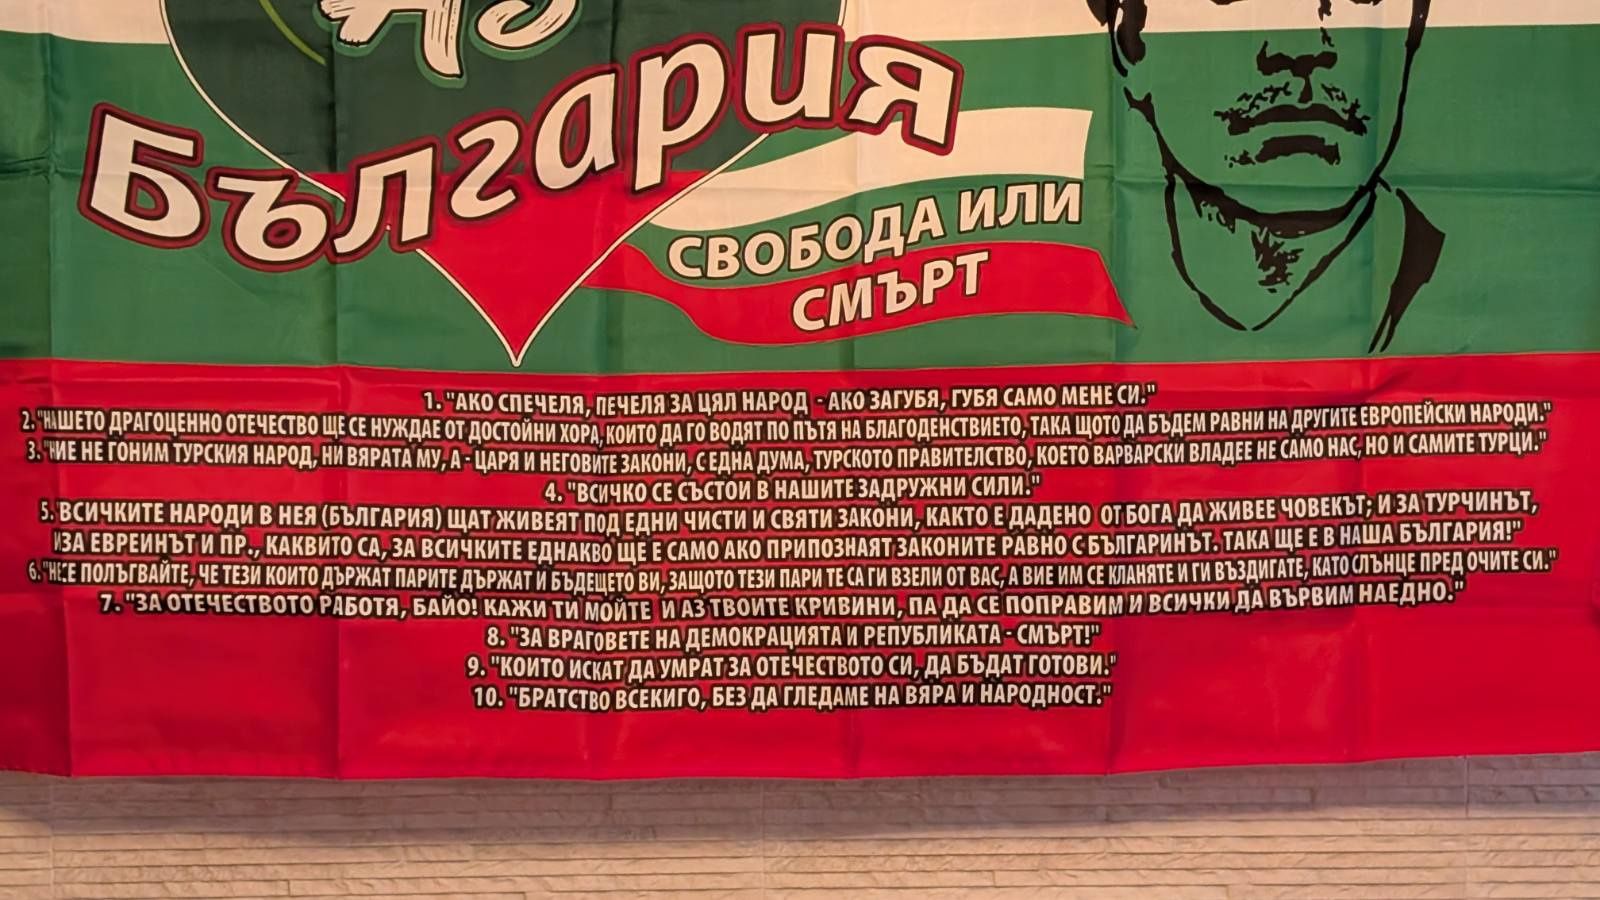 Аз
България
СВОБОДА ИЛИ
СМЪРТ
1. "АКО СПЕЧЕЛЯ, ПЕЧЕЛЯ ЗА ЦЯЛ НАРОД - АКО ЗАГУБЯ, ГУБЯ САМО МЕНЕ СИ."
2. "НАШЕТО ДРАГОЦЕННО ОТЕЧЕСТВО ЩЕ СЕ НУЖДАЕ ОТ ДОСТОЙНИ ХОРА, КОИТО ДА ГО ВОДЯТ ПО ПЪТЯ НА БЛАГОДЕНСТВИЕТО, ТАКА ЩОТО ДА БЪДЕМ РАВНИ НА ДРУГИТЕ ЕВРОПЕЙСКИ НАРОДИ."
3. "НИЕ НЕ ГОНИМ ТУРСКИЯ НАРОД, НИ ВЯРАТА МУ, А - ЦАРЯ И НЕГОВИТЕ ЗАКОНИ, С ЕДНА ДУМА, ТУРСКОТО ПРАВИТЕЛСТВО, КОЕТО ВАРВАРСКИ ВЛАДЕЕ НЕ САМО НАС, НО И САМИТЕ ТУРЦИ."
4. "ВСИЧКО СЕ СЪСТОИ В НАШИТЕ ЗАДРУЖНИ СИЛИ."
5. "ВСИЧКИТЕ НАРОДИ В НЕЯ (БЪЛГАРИЯ) ЩАТ ЖИВЕЯТ ПОД ЕДНИ ЧИСТИ И СВЯТИ ЗАКОНИ, КАКТО Е ДАДЕНО ОТ БОГА ДА ЖИВЕЕ ЧОВЕКЪТ; И ЗА ТУРЧИНЪТ,
И ЗА ЕВРЕИНЪТ И ПР., КАКВИТО СА, ЗА ВСИЧКИТЕ ЕДНАКВО ЩЕ Е САМО АКО ПРИПОЗНАЯТ ЗАКОНИТЕ РАВНО С БЪЛГАРИНЪТ. ТАКА ЩЕ Е В НАША БЪЛГАРИЯ!"
6. "НЕ СЕ ПОЛЪГВАЙТЕ, ЧЕ ТЕЗИ КОИТО ДЪРЖАТ ПАРИТЕ ДЪРЖАТ И БЪДЕЩЕТО ВИ, ЗАЩОТО ТЕЗИ ПАРИ ТЕ СА ГИ ВЗЕЛИ ОТ ВАС, А ВИЕ ИМ СЕ КЛАНЯТЕ И ГИ ВЪЗДИГАТЕ, КАТО СЛЪНЦЕ ПРЕД ОЧИТЕ СИ."
7. "ЗА ОТЕЧЕСТВОТО РАБОТЯ, БАЙО! КАЖИ ТИ МОЙТЕ И АЗ ТВОИТЕ КРИВИНИ, ПА ДА СЕ ПОПРАВИМ И ВСИЧКИ ДА ВЪРВИМ НАЕДНО."
8. "ЗА ВРАГОВЕТЕ НА ДЕМОКРАЦИЯТА И РЕПУБЛИКАТА - СМЪРТ!"
9. "КОИТО ИСКАТ ДА УМРАТ ЗА ОТЕЧЕСТВОТО СИ, ДА БЪДАТ ГОТОВИ."
10. "БРАТСТВО ВСЕКИГО, БЕЗ ДА ГЛЕДАМЕ НА ВЯРА И НАРОДНОСТ."